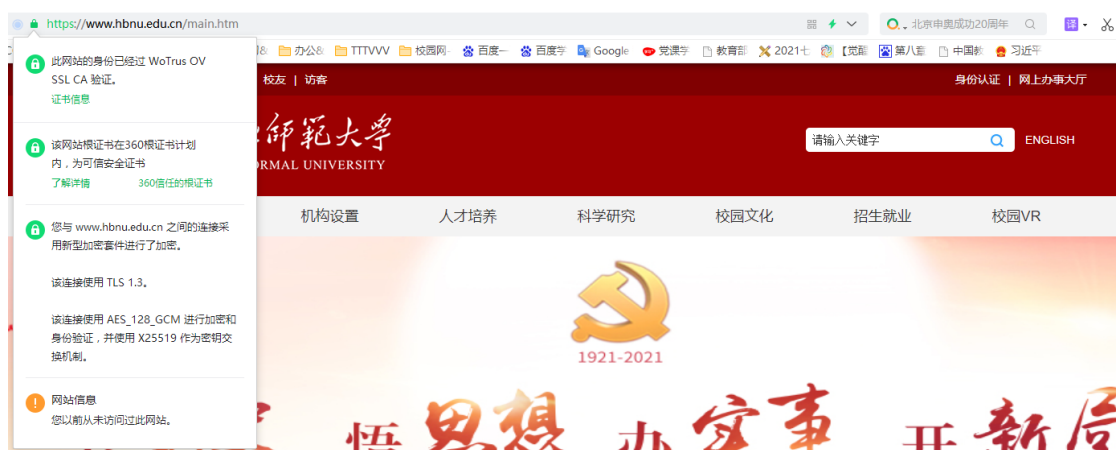 https://www.hbnu.edu.cn/main.htm
北京申奥成功20周年
译
办公&
TTTVVV
校园网-
百度一
百度学
Google
党课学
教育部
2021七
【觉醒
第八套
中国教
习近平
此网站的身份已经过 WoTrus OV
SSL CA 验证。
证书信息
该网站根证书在360根证书计划
内，为可信安全证书
了解详情
360信任的根证书
您与 www.hbnu.edu.cn 之间的连接采
用新型加密套件进行了加密。
该连接使用 TLS 1.3。
该连接使用 AES_128_GCM 进行加密和
身份验证，并使用 X25519 作为密钥交
换机制。
网站信息
您以前从未访问过此网站。
校友 | 访客
身份认证 | 网上办事大厅
师范大学
RMAL UNIVERSITY
请输入关键字
ENGLISH
机构设置
人才培养
科学研究
校园文化
招生就业
校园VR
1921-2021
悟思想 办实事 开新局